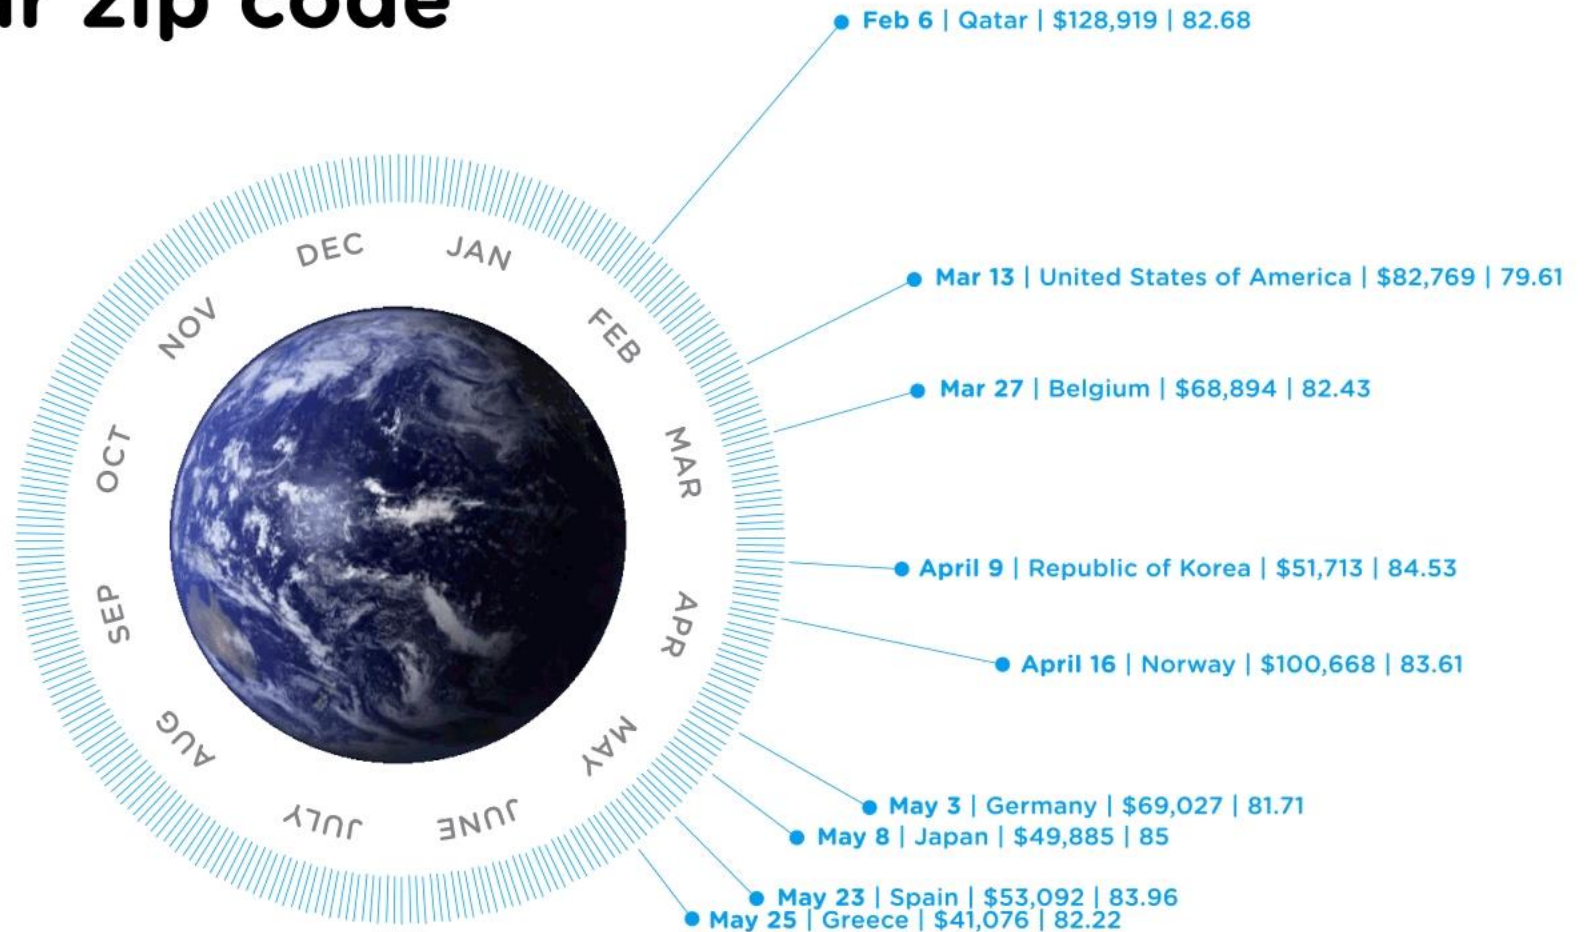 zip code
Feb 6 | Qatar | $128,919 | 82.68
Mar 13 | United States of America | $82,769 | 79.61
Mar 27 | Belgium | $68,894 | 82.43
April 9 | Republic of Korea | $51,713 | 84.53
April 16 | Norway | $100,668 | 83.61
May 3 | Germany | $69,027 | 81.71
May 8 | Japan | $49,885 | 85
May 23 | Spain | $53,092 | 83.96
May 25 | Greece | $41,076 | 82.22
JAN
FEB
MAR
APR
MAY
JUNE
JULY
AUG
SEP
OCT
NOV
DEC